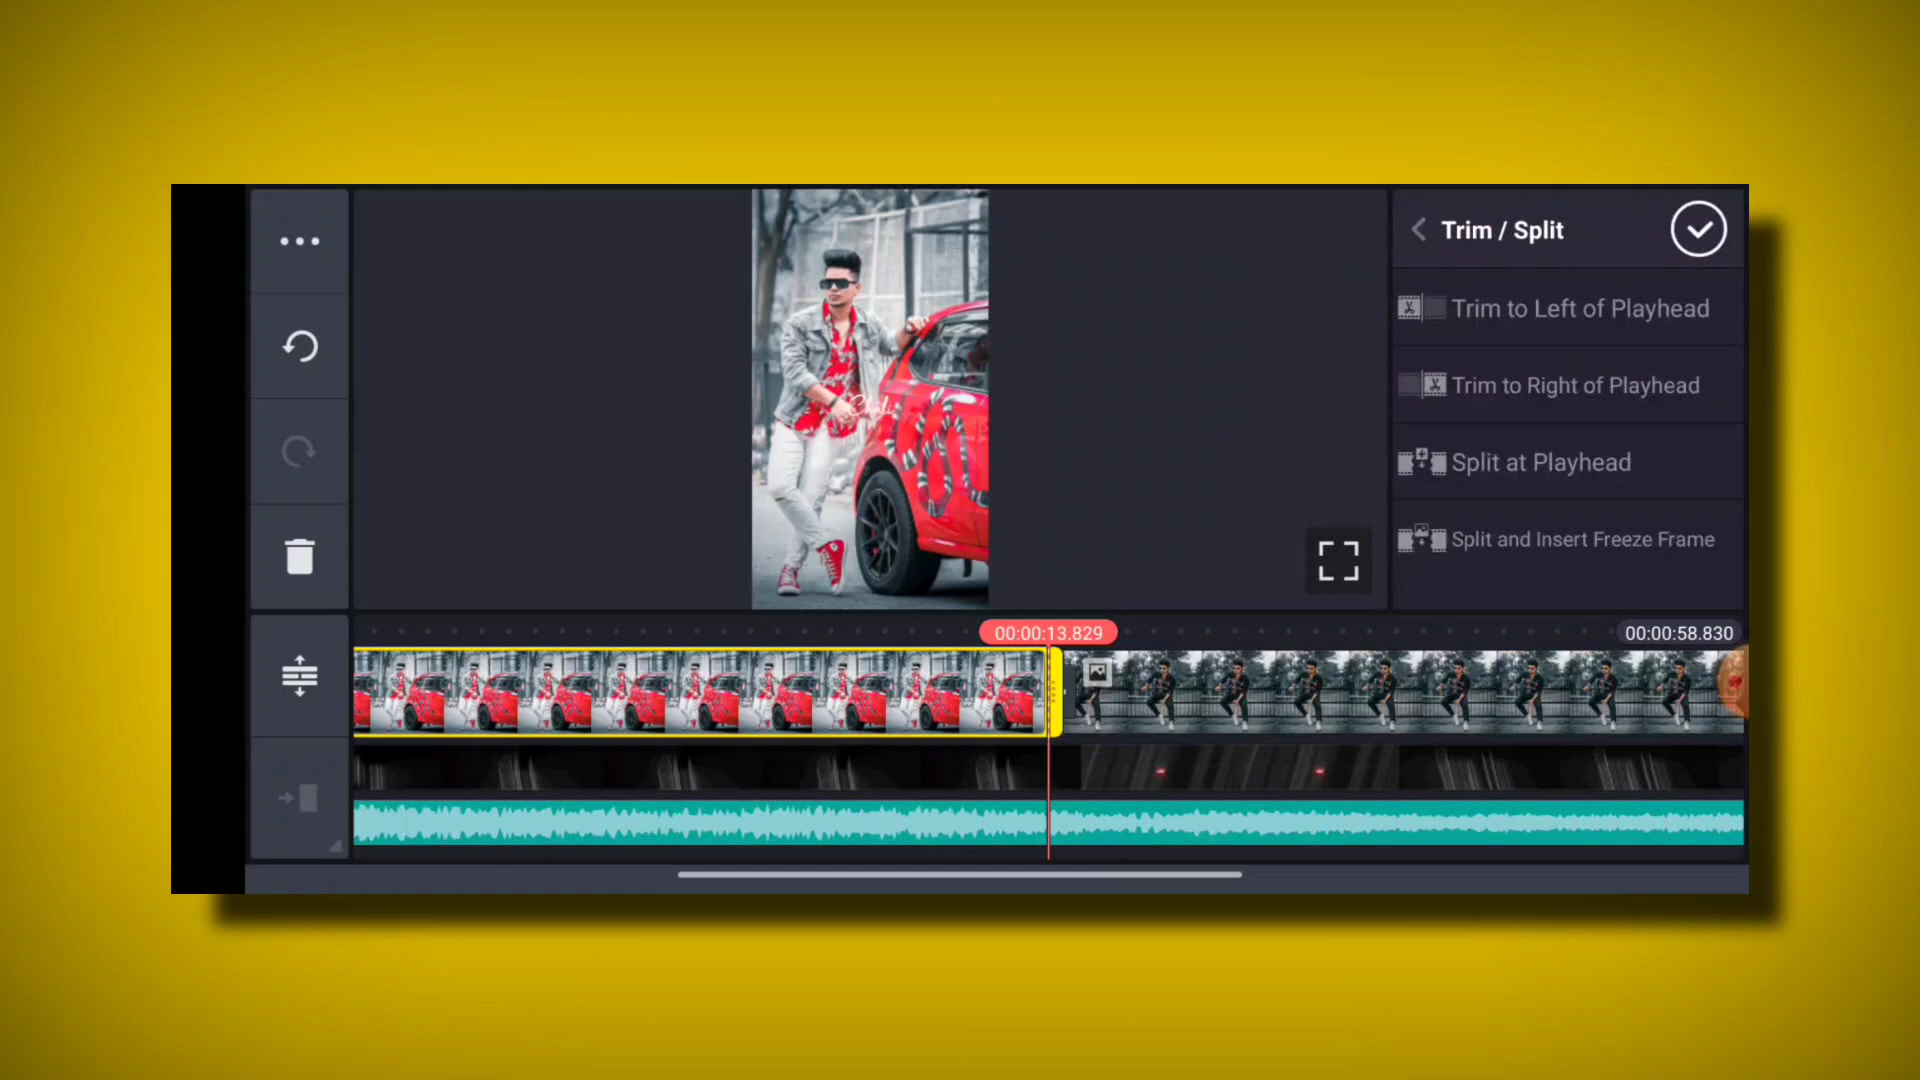 Trim / Split
Trim to Left of Playhead
Trim to Right of Playhead
Split at Playhead
Split and Insert Freeze Frame
00:00:13.829
00:00:58.830